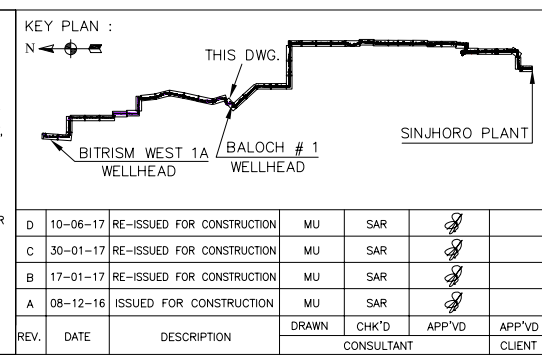 KEY PLAN :
N
THIS DWG.
BITRISM WEST 1A
WELLHEAD
BALOCH # 1
WELLHEAD
SINJHORO PLANT
R
D 10-06-17 RE-ISSUED FOR CONSTRUCTION MU SAR
C 30-01-17 RE-ISSUED FOR CONSTRUCTION MU SAR
B 17-01-17 RE-ISSUED FOR CONSTRUCTION MU SAR
A 08-12-16 ISSUED FOR CONSTRUCTION MU SAR
REV. DATE DESCRIPTION DRAWN CHK'D APP'VD APP'VD
CONSULTANT CLIENT